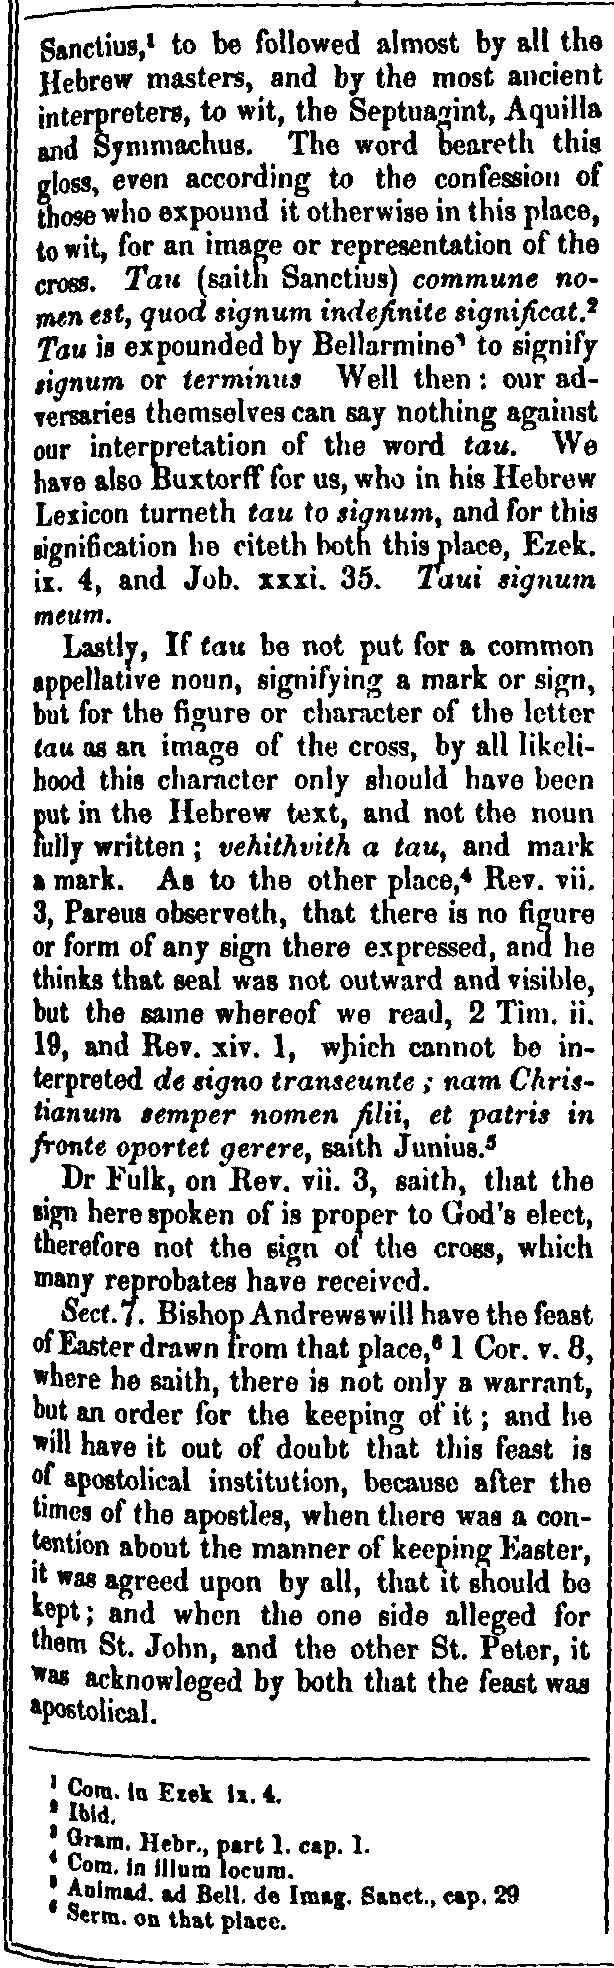 Sanctius,¹ to be followed almost by all the
Hebrew masters, and by the most ancient
interpreters, to wit, the Septuagint, Aquilla
and Symmachus. The word beareth this
gloss, even according to the confession of
those who expound it otherwise in this place,
to wit, for an image or representation of the
cross. Tau (saith Sanctius) commune no-
men est, quod signum indefinite significat.²
Tau is expounded by Bellarmine³ to signify
signum or terminus Well then: our ad-
versaries themselves can say nothing against
our interpretation of the word tau. We
have also Buxtorff for us, who in his Hebrew
Lexicon turneth tau to signum, and for this
signification he citeth both this place, Ezek.
ix. 4, and Job. xxxi. 35. Taui signum
meum.
Lastly, If tau be not put for a common
appellative noun, signifying a mark or sign,
but for the figure or character of the letter
tau as an image of the cross, by all likeli-
hood this character only should have been
put in the Hebrew text, and not the noun
fully written; vehithvith a tau, and mark
a mark. As to the other place,⁴ Rev. vii.
3, Pareus observeth, that there is no figure
or form of any sign there expressed, and he
thinks that seal was not outward and visible,
but the same whereof we read, 2 Tim. ii.
19, and Rev. xiv. 1, which cannot be in-
terpreted de signo transeunte; nam Chris-
tianum semper nomen filii, et patris in
fronte oportet gerere, saith Junius.⁵
Dr Fulk, on Rev. vii. 3, saith, that the
sign here spoken of is proper to God's elect,
therefore not the sign of the cross, which
many reprobates have received.
Sect. 7. Bishop Andrews will have the feast
of Easter drawn from that place,⁶ 1 Cor. v. 8,
where he saith, there is not only a warrant,
but an order for the keeping of it; and he
will have it out of doubt that this feast is
of apostolical institution, because after the
times of the apostles, when there was a con-
tention about the manner of keeping Easter,
it was agreed upon by all, that it should be
kept; and when the one side alleged for
them St. John, and the other St. Peter, it
was acknowleged by both that the feast was
apostolical.
¹ Com. in Ezek ix. 4.
² Ibid.
³ Gram. Hebr., part 1. cap. 1.
⁴ Com. in illum locum.
⁵ Animad. ad Bell. de Imag. Sanct., cap. 29
⁶ Serm. on that place.